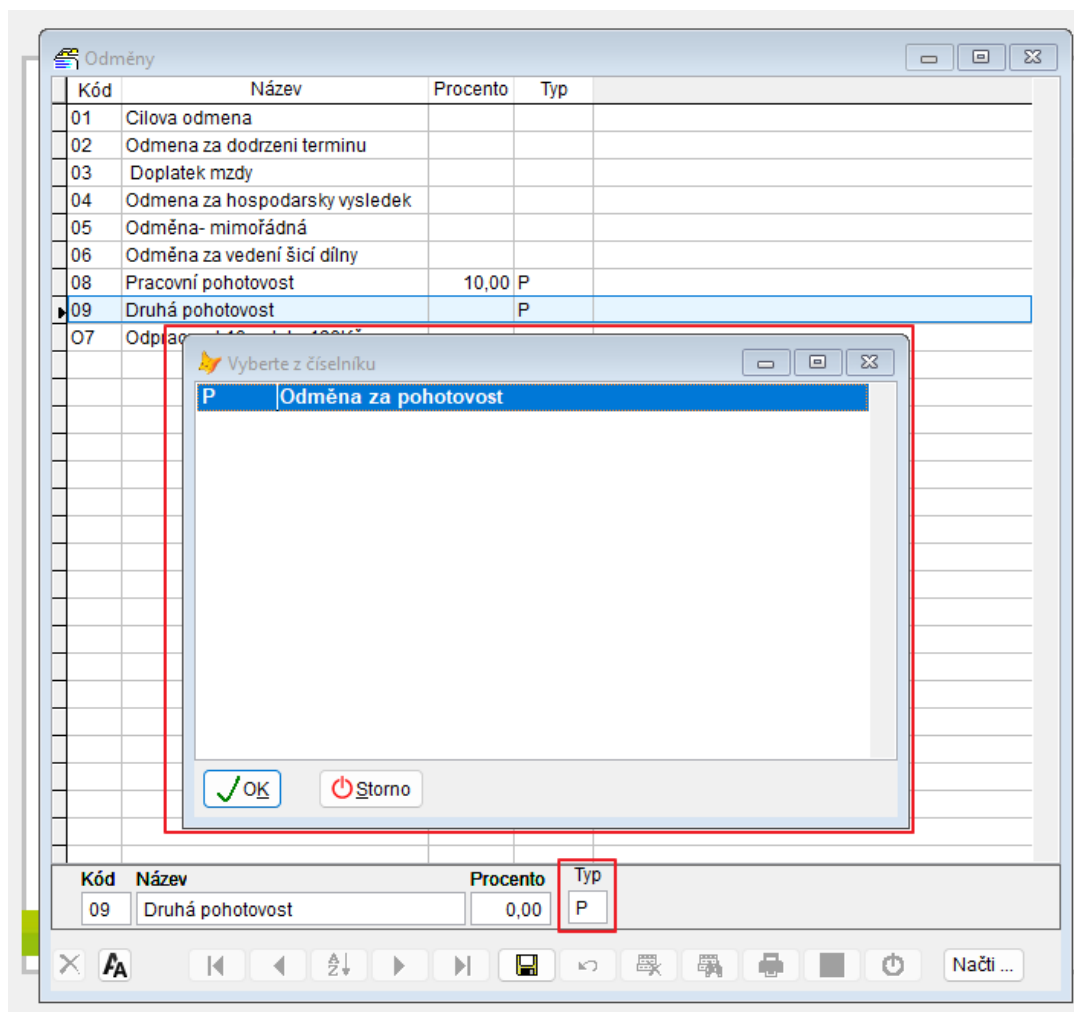 Odměny
Kód Název Procento Typ
01 Cilova odmena
02 Odmena za dodrzeni terminu
03 Doplatek mzdy
04 Odmena za hospodarsky vysledek
05 Odměna- mimořádná
06 Odměna za vedení šicí dílny
08 Pracovní pohotovost 10,00 P
09 Druhá pohotovost P
O7
Vyberte z číselníku
P Odměna za pohotovost
OK Storno
Kód Název Procento Typ
09 Druhá pohotovost 0,00 P
Načti ...